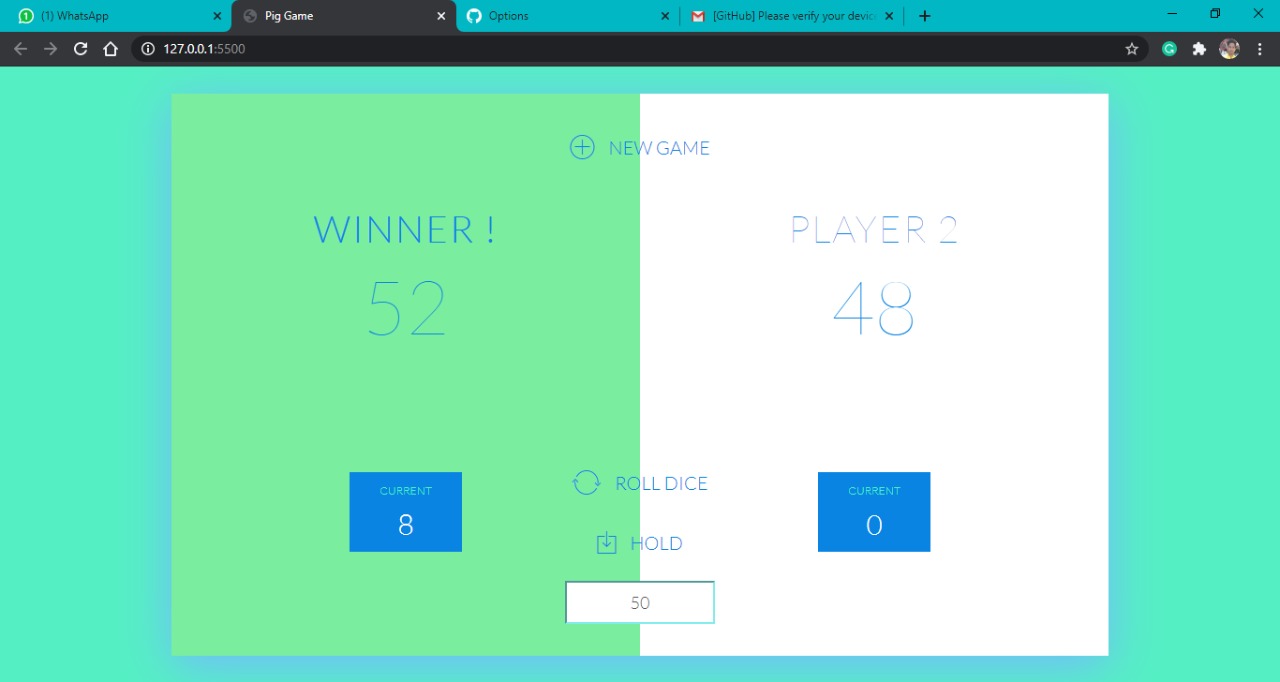 (1) WhatsApp
Pig Game
Options
[GitHub] Please verify your device
127.0.0.1:5500
NEW GAME
WINNER !
PLAYER 2
52
48
CURRENT
8
ROLL DICE
CURRENT
0
HOLD
50